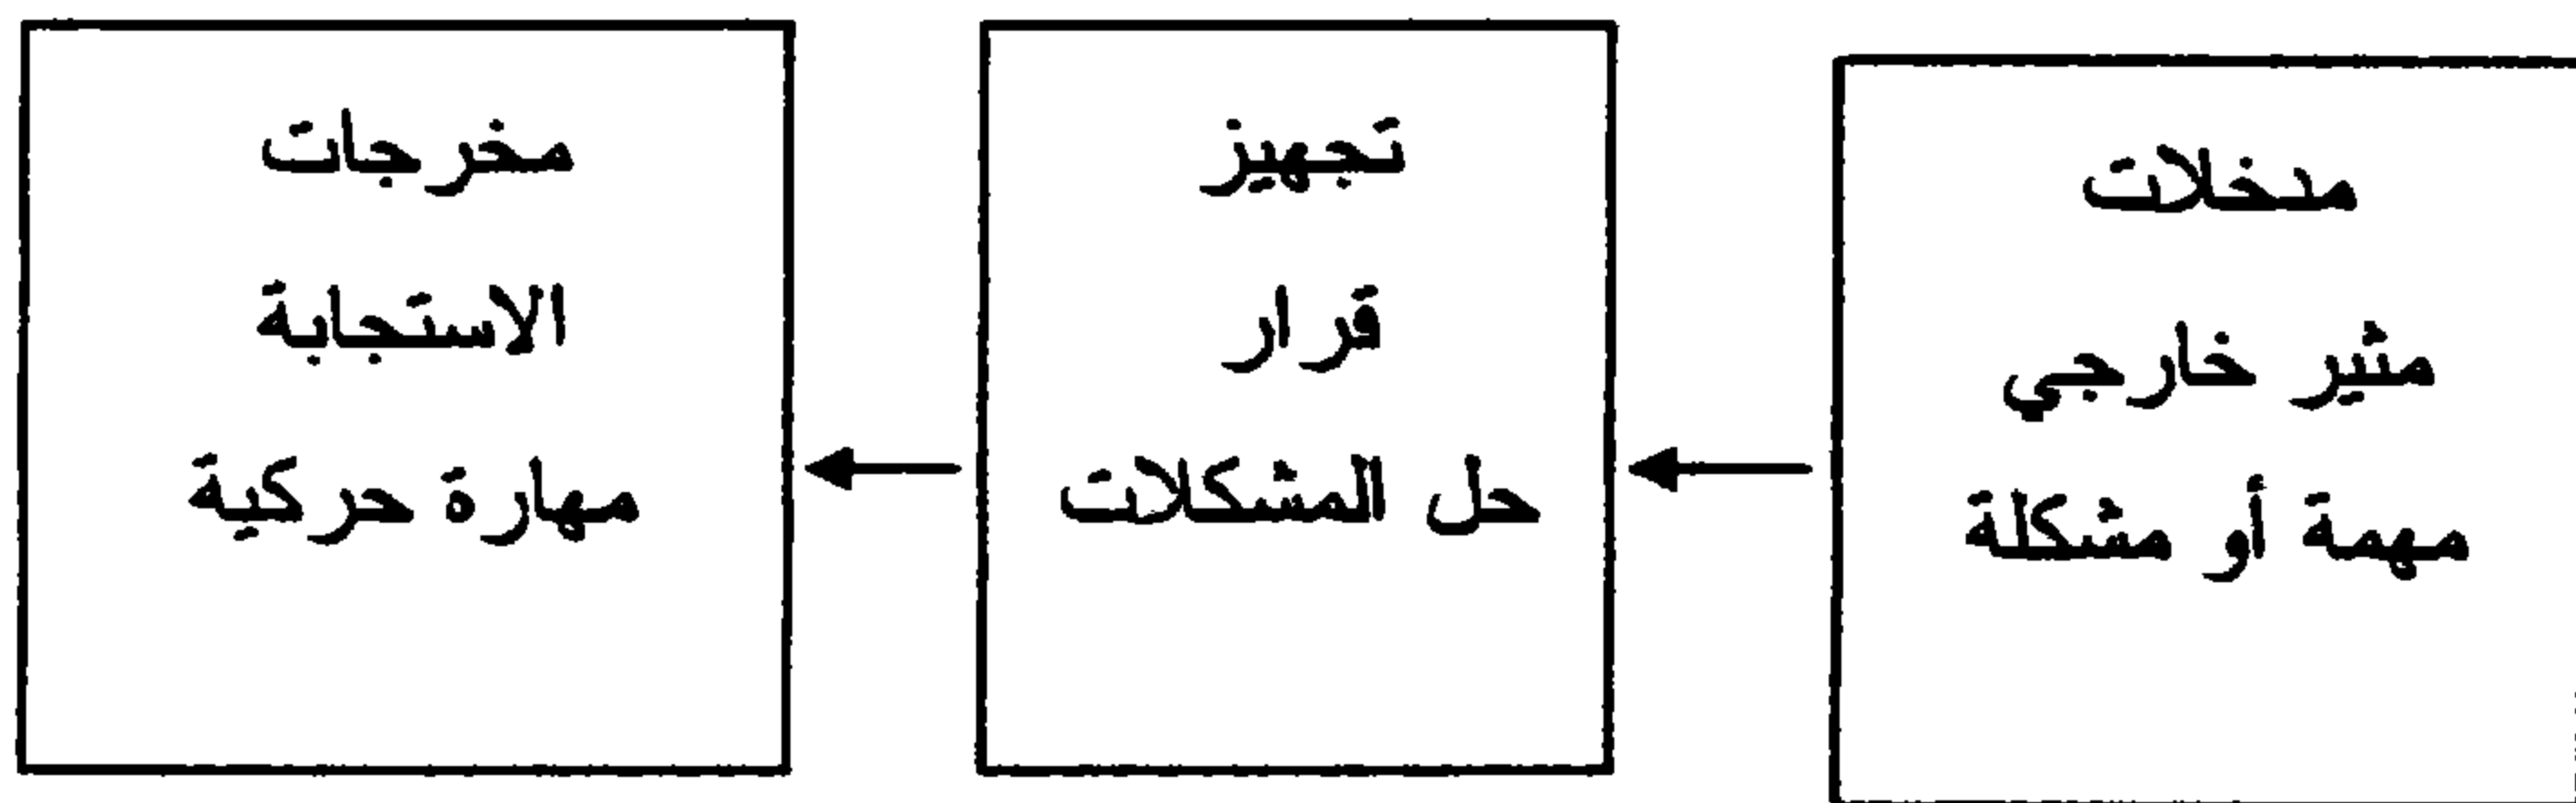 مدخلات
مثير خارجي
مهمة أو مشكلة
تجهيز
قرار
حل المشكلات
مخرجات
الاستجابة
مهارة حركية